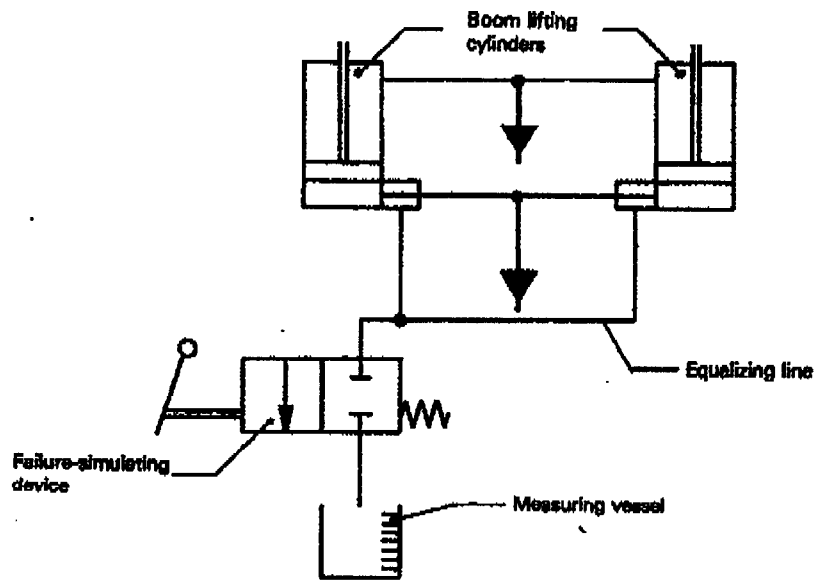 Boom lifting
cylinders
Equalizing line
Failure-simulating
device
Measuring vessel